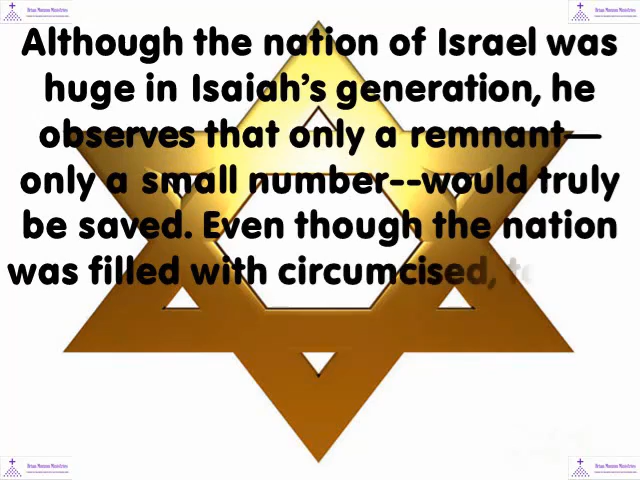 Although the nation of Israel was
huge in Isaiah’s generation, he
observes that only a remnant—
only a small number--would truly
be saved. Even though the nation
was filled with circumcised,